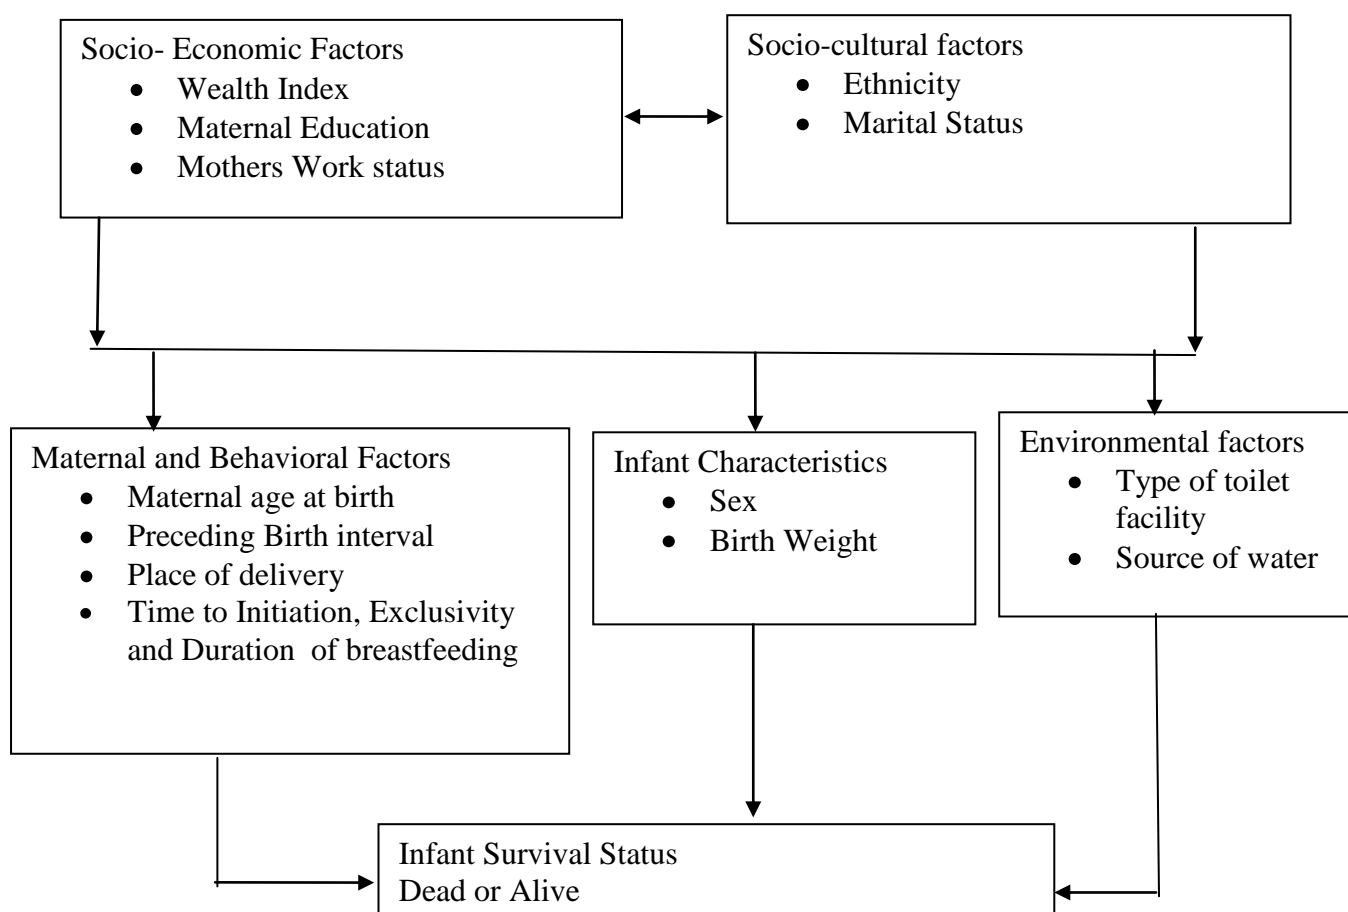 Socio- Economic Factors
• Wealth Index
• Maternal Education
• Mothers Work status
Socio-cultural factors
• Ethnicity
• Marital Status
Maternal and Behavioral Factors
• Maternal age at birth
• Preceding Birth interval
• Place of delivery
• Time to Initiation, Exclusivity
and Duration of breastfeeding
Infant Characteristics
• Sex
• Birth Weight
Environmental factors
• Type of toilet
facility
• Source of water
Infant Survival Status
Dead or Alive